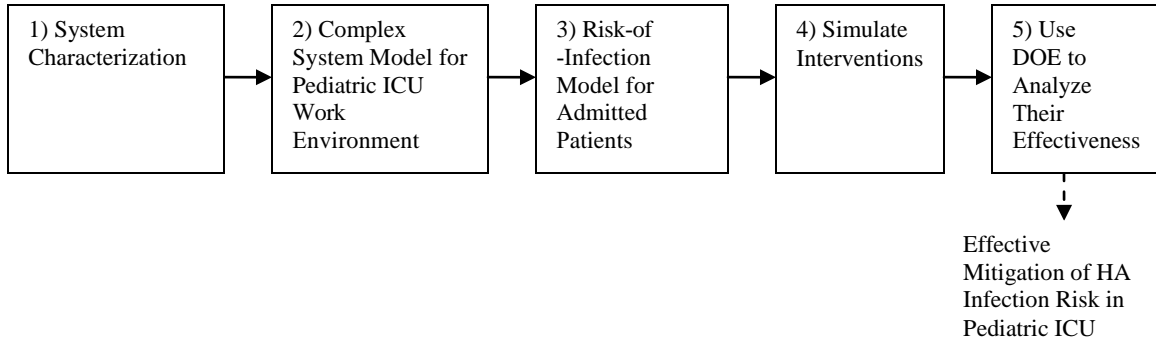 1) System
Characterization
2) Complex
System Model for
Pediatric ICU
Work
Environment
3) Risk-of
-Infection
Model for
Admitted
Patients
4) Simulate
Interventions
5) Use
DOE to
Analyze
Their
Effectiveness
Effective
Mitigation of HA
Infection Risk in
Pediatric ICU